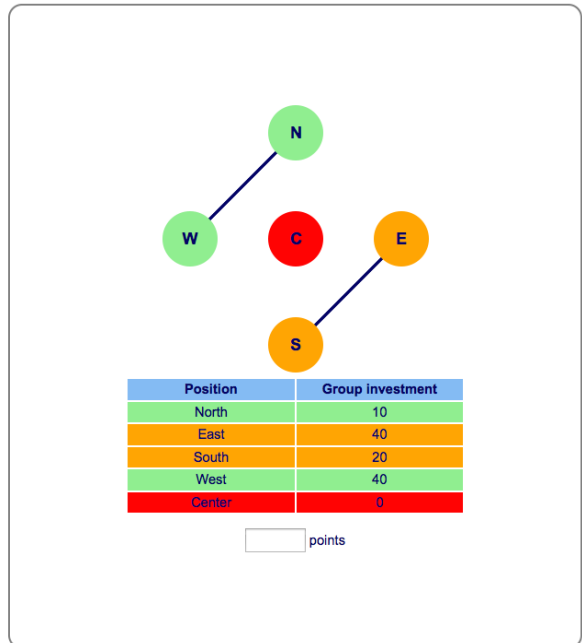 N
W C E
S
Position Group investment
North 10
East 40
South 20
West 40
Center 0
points